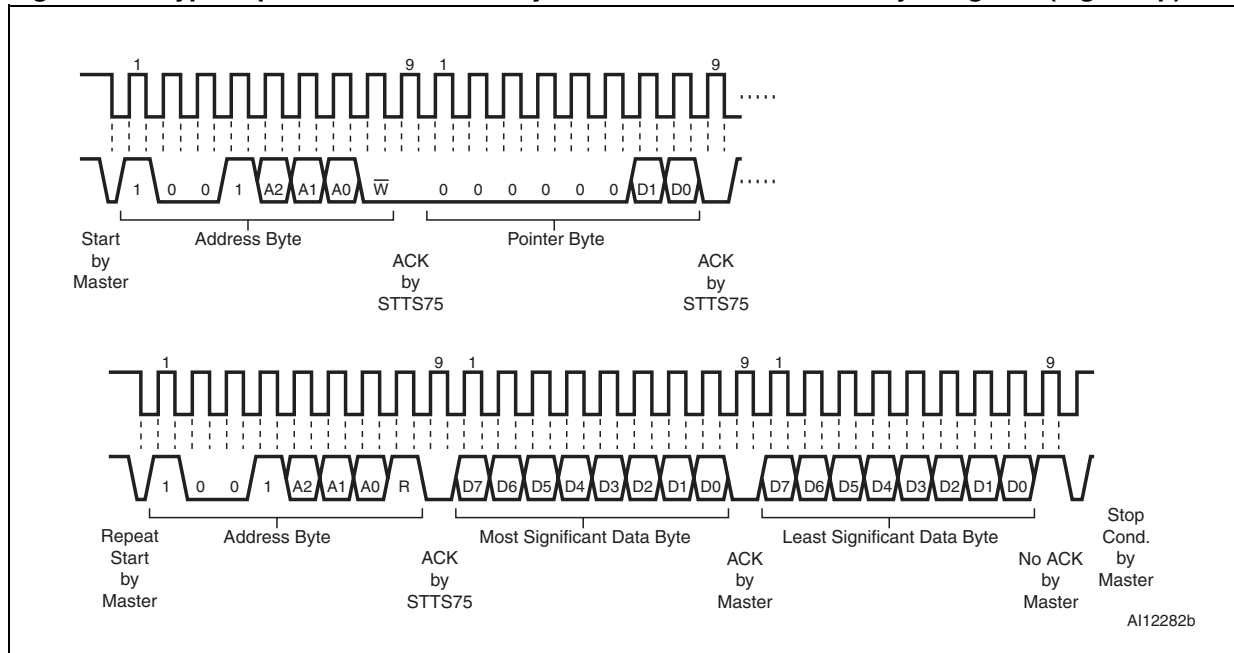 1 9 1 9
1 0 0 1 A2 A1 A0 W̅ 0 0 0 0 0 0 D1 D0
Start
by
Master
Address Byte
ACK
by
STTS75
Pointer Byte
ACK
by
STTS75
1 9 1 9 1 9
1 0 0 1 A2 A1 A0 R D7 D6 D5 D4 D3 D2 D1 D0 D7 D6 D5 D4 D3 D2 D1 D0
Repeat
Start
by
Master
Address Byte
ACK
by
STTS75
Most Significant Data Byte
ACK
by
Master
Least Significant Data Byte
No ACK
by
Master
Stop
Cond.
by
Master
AI12282b